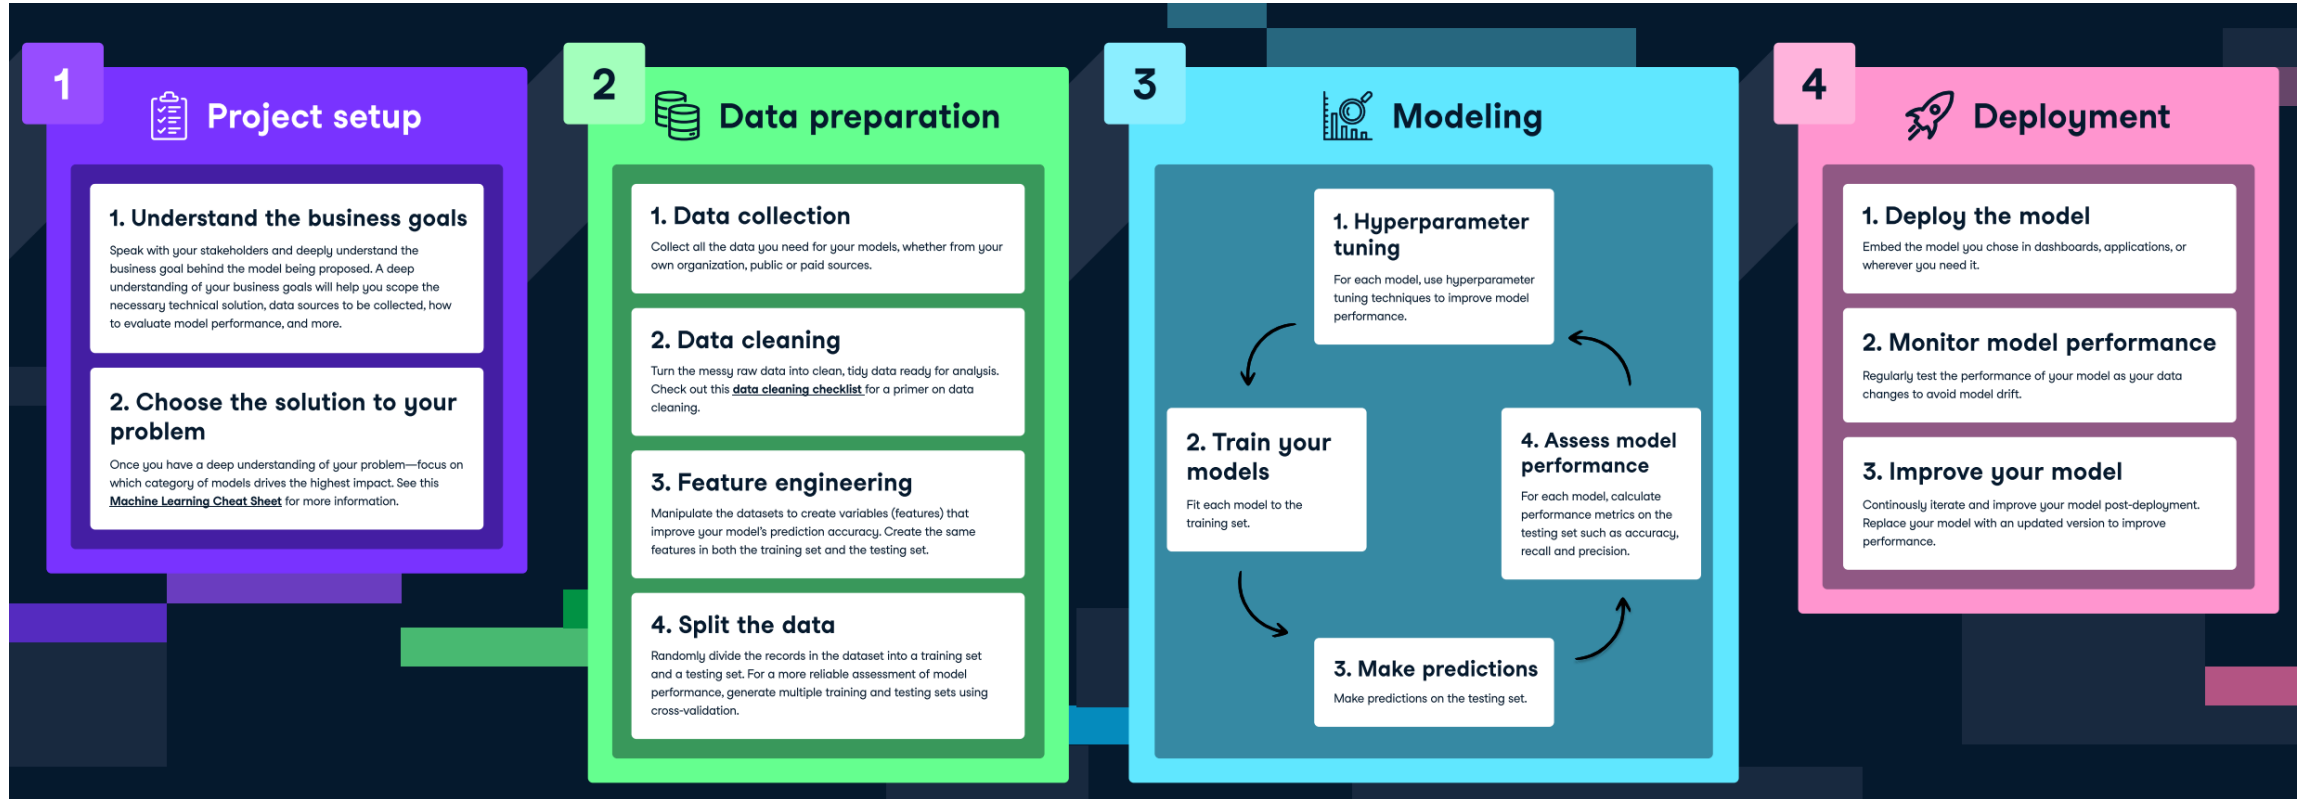 1
Project setup
1. Understand the business goals
Speak with your stakeholders and deeply understand the
business goal behind the model being proposed. A deep
understanding of your business goals will help you scope the
necessary technical solution, data sources to be collected, how
to evaluate model performance, and more.
2. Choose the solution to your
problem
Once you have a deep understanding of your problem—focus on
which category of models drives the highest impact. See this
Machine Learning Cheat Sheet for more information.
2
Data preparation
1. Data collection
Collect all the data you need for your models, whether from your
own organization, public or paid sources.
2. Data cleaning
Turn the messy raw data into clean, tidy data ready for analysis.
Check out this data cleaning checklist for a primer on data
cleaning.
3. Feature engineering
Manipulate the datasets to create variables (features) that
improve your model's prediction accuracy. Create the same
features in both the training set and the testing set.
4. Split the data
Randomly divide the records in the dataset into a training set
and a testing set. For a more reliable assessment of model
performance, generate multiple training and testing sets using
cross-validation.
3
Modeling
1. Hyperparameter
tuning
For each model, use hyperparameter
tuning techniques to improve model
performance.
2. Train your
models
Fit each model to the
training set.
3. Make predictions
Make predictions on the testing set.
4. Assess model
performance
For each model, calculate
performance metrics on the
testing set such as accuracy,
recall and precision.
4
Deployment
1. Deploy the model
Embed the model you chose in dashboards, applications, or
wherever you need it.
2. Monitor model performance
Regularly test the performance of your model as your data
changes to avoid model drift.
3. Improve your model
Continously iterate and improve your model post-deployment.
Replace your model with an updated version to improve
performance.